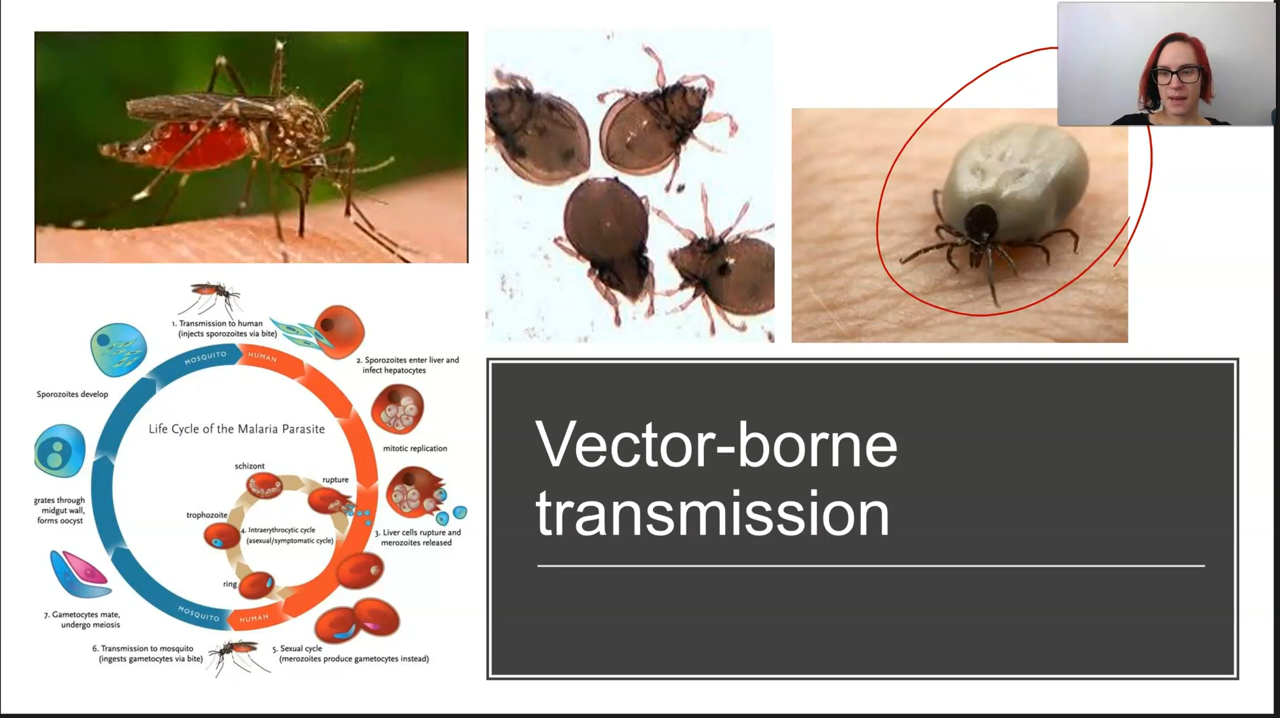 Vector-borne
transmission
Life Cycle of the Malaria Parasite
1. Transmission to human
(injects sporozoites via bite)
MOSQUITO
HUMAN
2. Sporozoites enter liver and
infect hepatocytes
mitotic replication
3. Liver cells rupture and
merozoites released
schizont
rupture
trophozoite
4. Intraerythrocytic cycle
(asexual/symptomatic cycle)
ring
HUMAN
MOSQUITO
5. Sexual cycle
(merozoites produce gametocytes instead)
6. Transmission to mosquito
(ingests gametocytes via bite)
7. Gametocytes mate,
undergo meiosis
grates through
midgut wall,
forms oocyst
Sporozoites develop